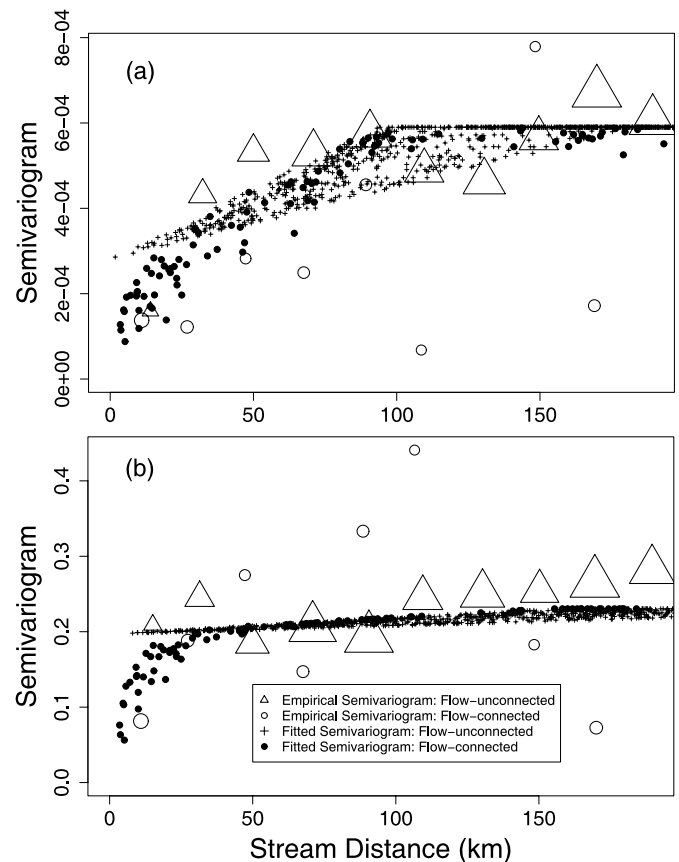 (a)
Semivariogram
8e−04
6e−04
4e−04
2e−04
0e+00
0 50 100 150
(b)
Semivariogram
0.4
0.3
0.2
0.1
0.0
Empirical Semivariogram: Flow−unconnected
Empirical Semivariogram: Flow−connected
Fitted Semivariogram: Flow−unconnected
Fitted Semivariogram: Flow−connected
0 50 100 150
Stream Distance (km)